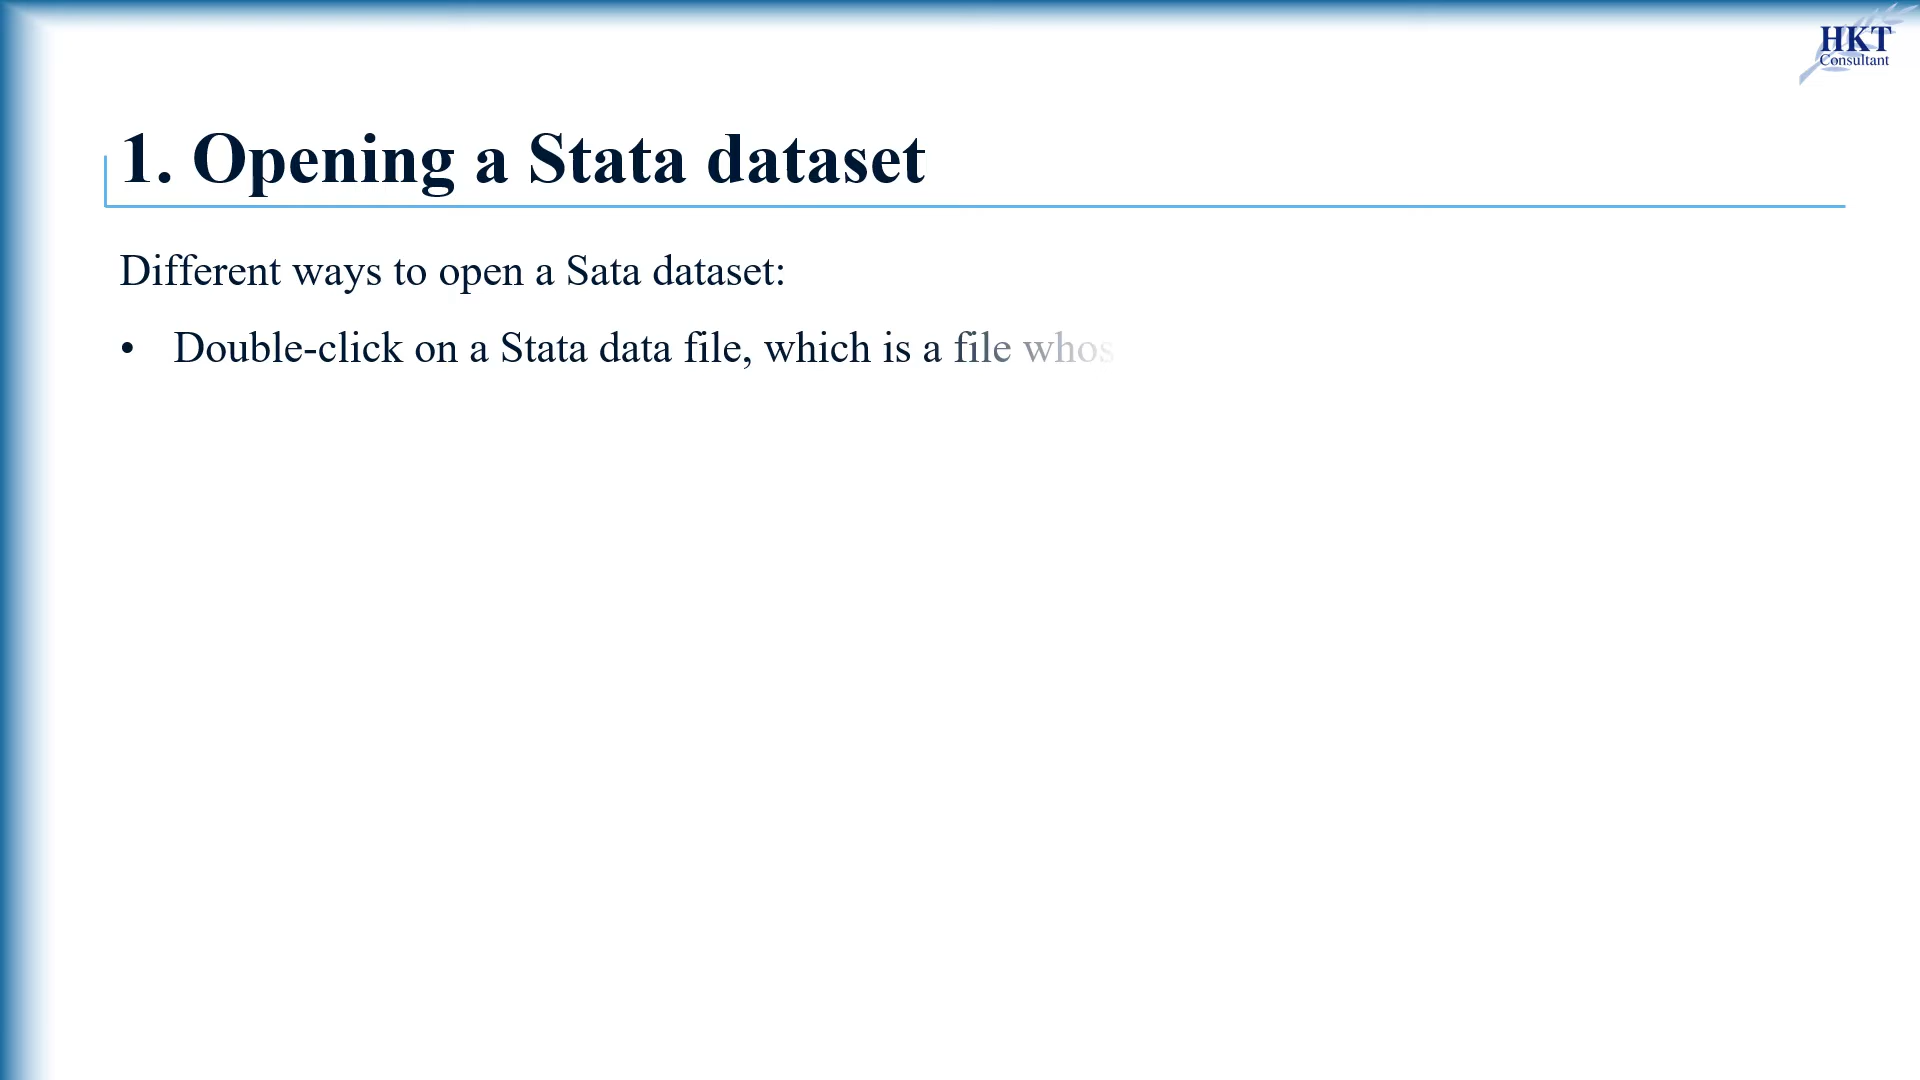 HKT
Consultant
1. Opening a Stata dataset
Different ways to open a Sata dataset:
• Double-click on a Stata data file, which is a file whos